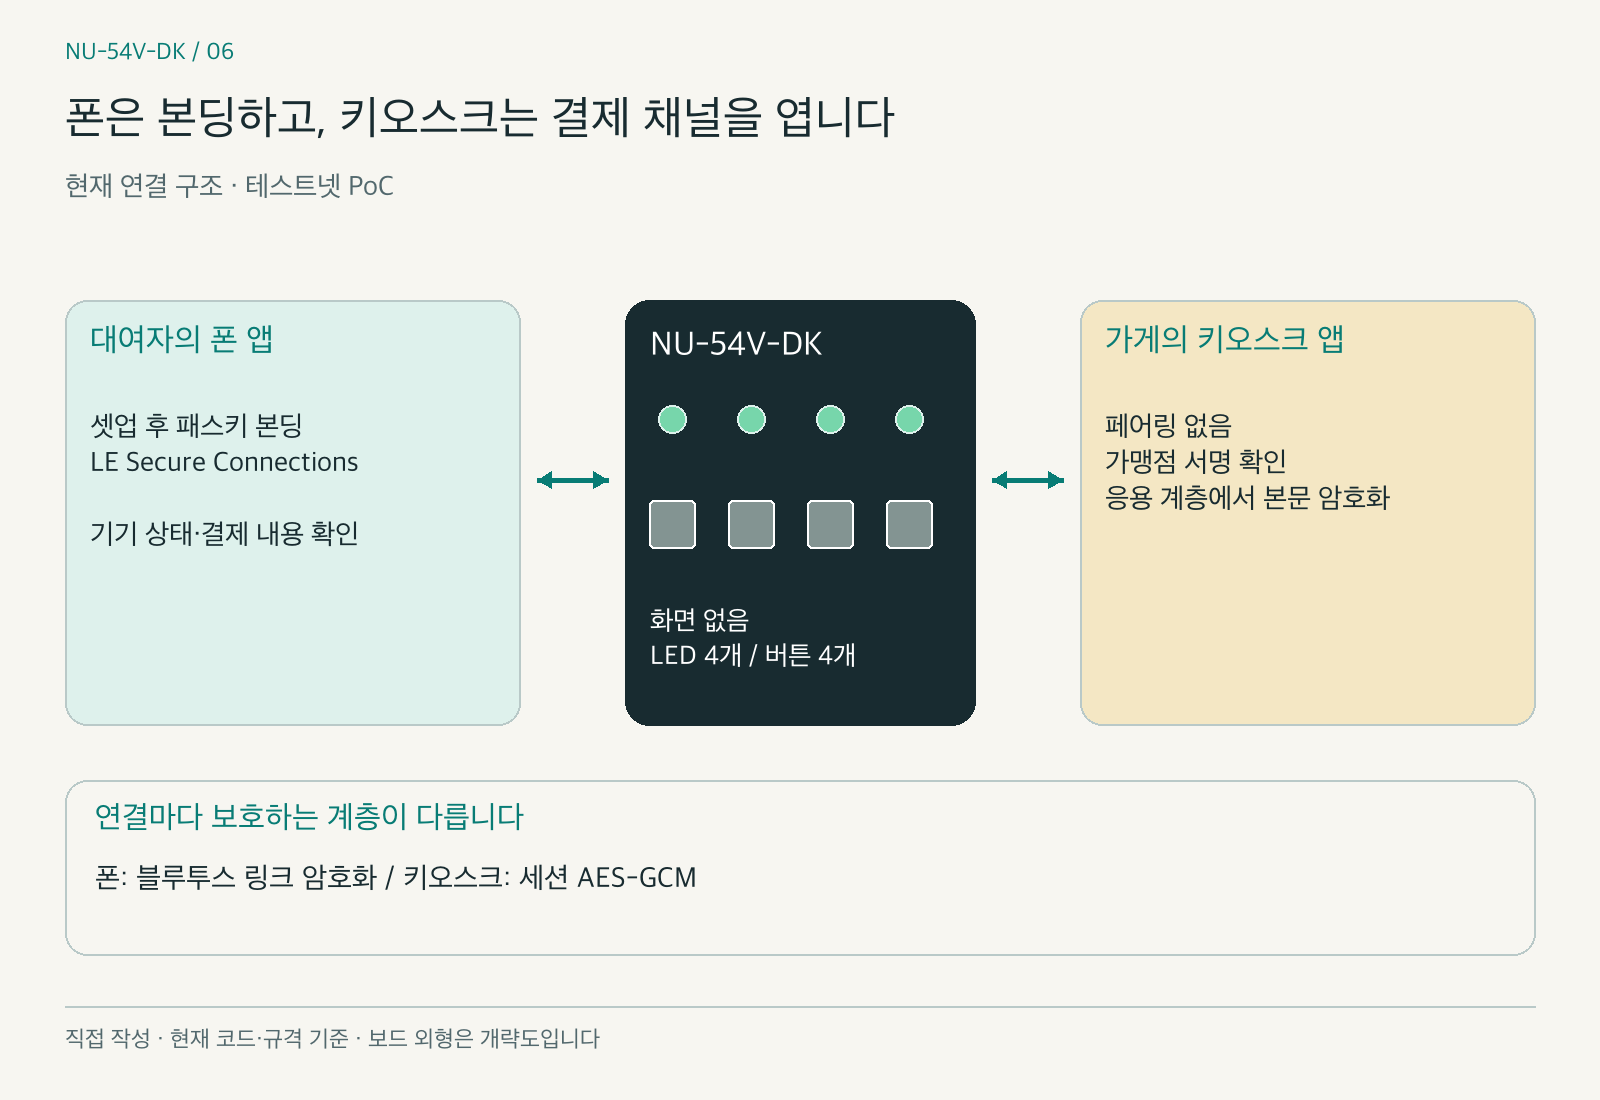 NU-54V-DK / 06
폰은 본딩하고, 키오스크는 결제 채널을 엽니다
현재 연결 구조 · 테스트넷 PoC
대여자의 폰 앱
셋업 후 패스키 본딩
LE Secure Connections
기기 상태·결제 내용 확인
NU-54V-DK
화면 없음
LED 4개 / 버튼 4개
가게의 키오스크 앱
페어링 없음
가맹점 서명 확인
응용 계층에서 본문 암호화
연결마다 보호하는 계층이 다릅니다
폰: 블루투스 링크 암호화 / 키오스크: 세션 AES-GCM
직접 작성 · 현재 코드·규격 기준 · 보드 외형은 개략도입니다